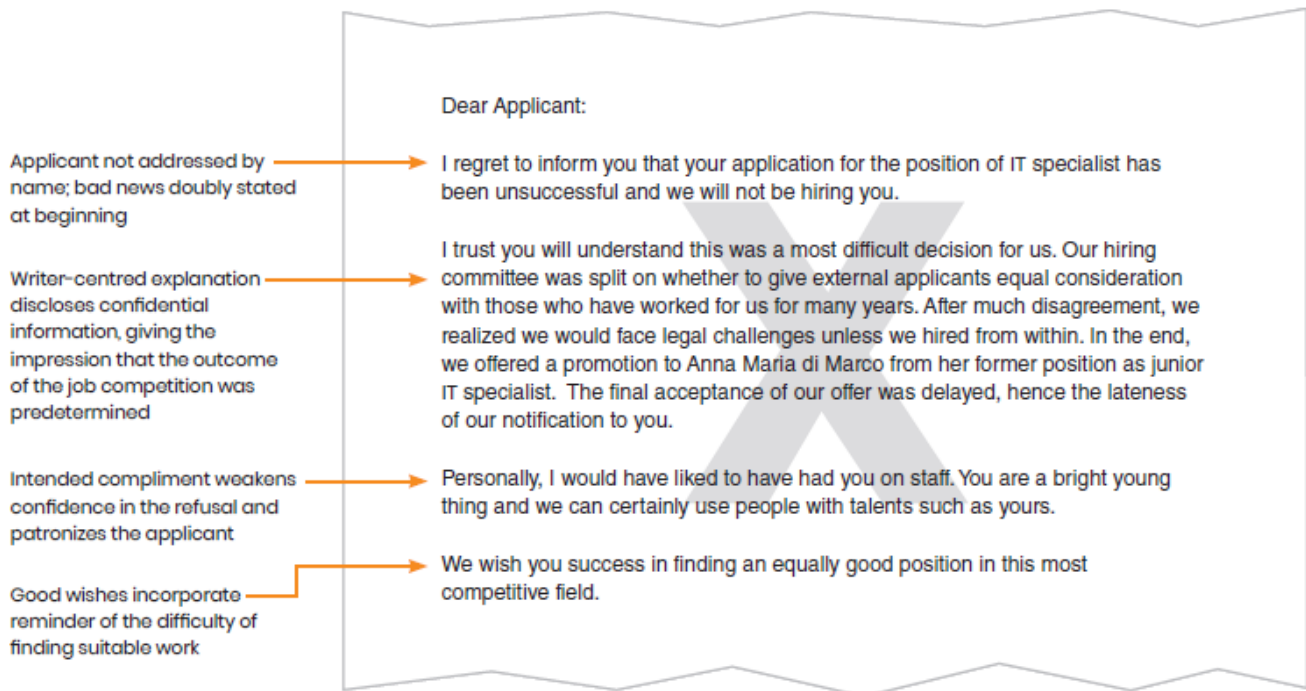 Dear Applicant:
Applicant not addressed by
name; bad news doubly stated
at beginning
I regret to inform you that your application for the position of IT specialist has
been unsuccessful and we will not be hiring you.
Writer-centred explanation
discloses confidential
information, giving the
impression that the outcome
of the job competition was
predetermined
I trust you will understand this was a most difficult decision for us. Our hiring
committee was split on whether to give external applicants equal consideration
with those who have worked for us for many years. After much disagreement, we
realized we would face legal challenges unless we hired from within. In the end,
we offered a promotion to Anna Maria di Marco from her former position as junior
IT specialist.  The final acceptance of our offer was delayed, hence the lateness
of our notification to you.
Intended compliment weakens
confidence in the refusal and
patronizes the applicant
Personally, I would have liked to have had you on staff. You are a bright young
thing and we can certainly use people with talents such as yours.
Good wishes incorporate
reminder of the difficulty of
finding suitable work
We wish you success in finding an equally good position in this most
competitive field.
X